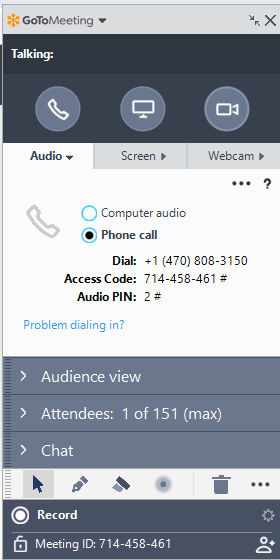 GoToMeeting
Talking:
Audio Screen Webcam
... ?
Computer audio
Phone call
Dial: +1 (470) 808-3150
Access Code: 714-458-461 #
Audio PIN: 2 #
Problem dialing in?
Audience view
Attendees: 1 of 151 (max)
Chat
Record
Meeting ID: 714-458-461